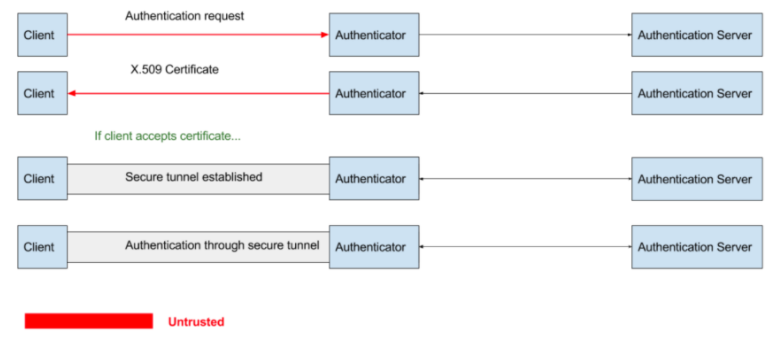 Authentication request
Client
Authenticator
Authentication Server
X.509 Certificate
Client
Authenticator
Authentication Server
If client accepts certificate...
Client
Secure tunnel established
Authenticator
Authentication Server
Client
Authentication through secure tunnel
Authenticator
Authentication Server
Untrusted